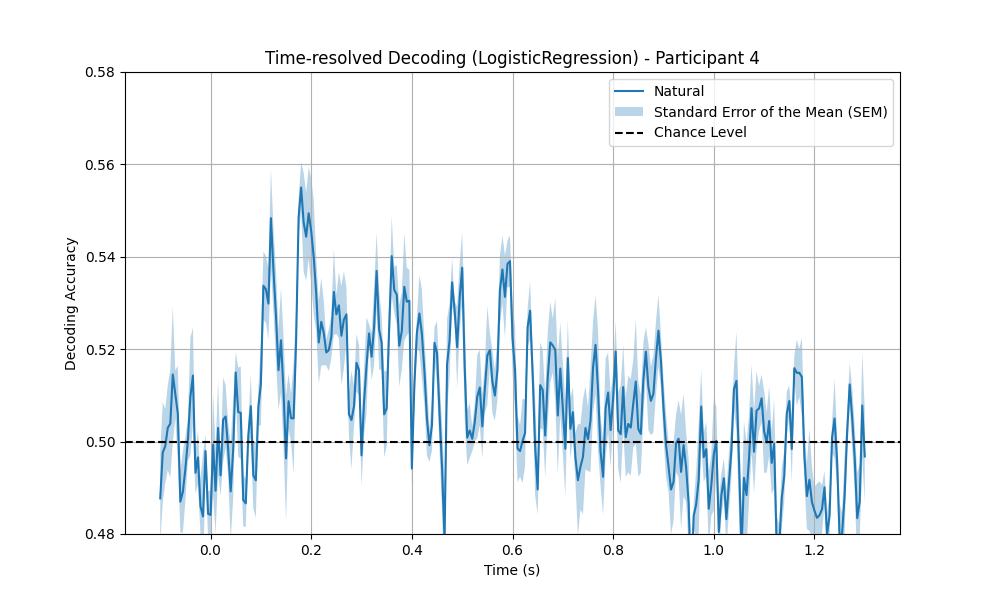 Time-resolved Decoding (LogisticRegression) - Participant 4
0.58
0.56
0.54
0.52
0.50
0.48
Decoding Accuracy
Natural
Standard Error of the Mean (SEM)
Chance Level
0.0 0.2 0.4 0.6 0.8 1.0 1.2
Time (s)